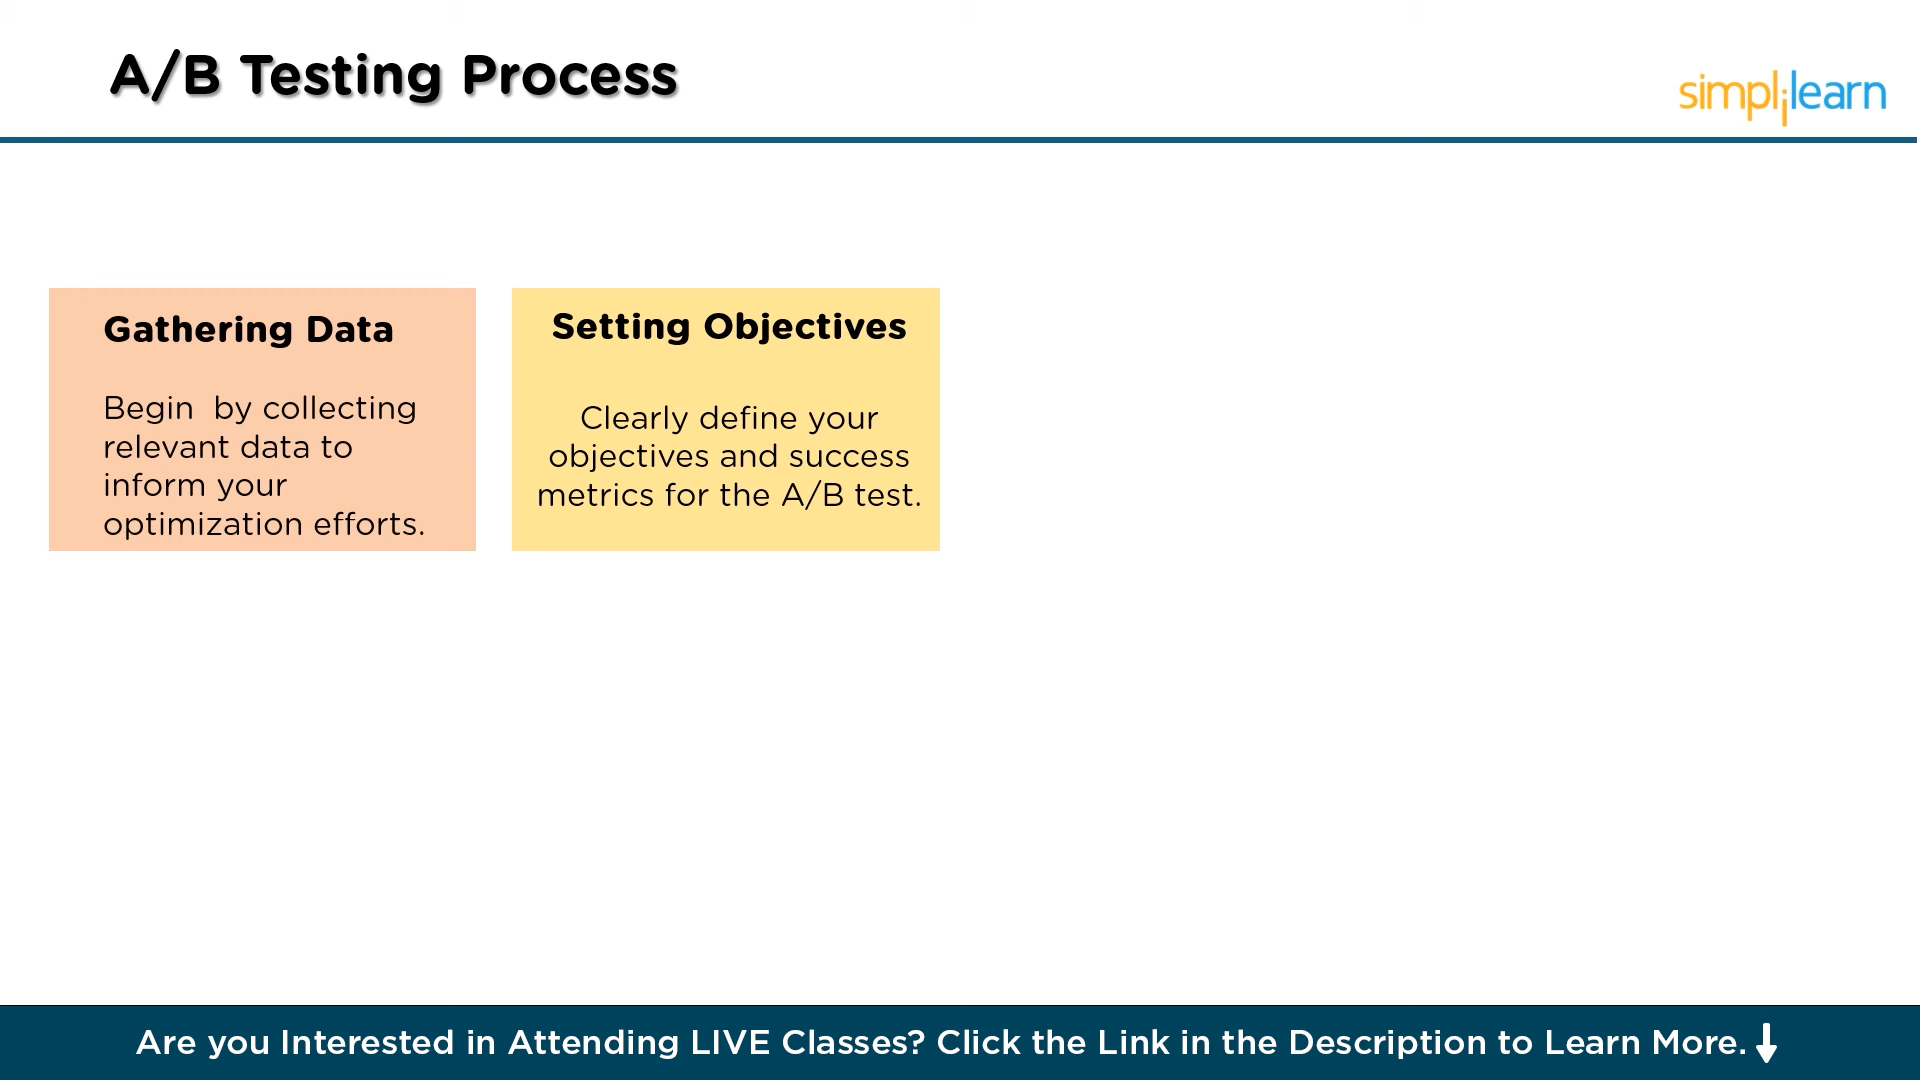 A/B Testing Process
simplilearn
Gathering Data
Begin  by collecting
relevant data to
inform your
optimization efforts.
Setting Objectives
Clearly define your
objectives and success
metrics for the A/B test.
Are you Interested in Attending LIVE Classes? Click the Link in the Description to Learn More.